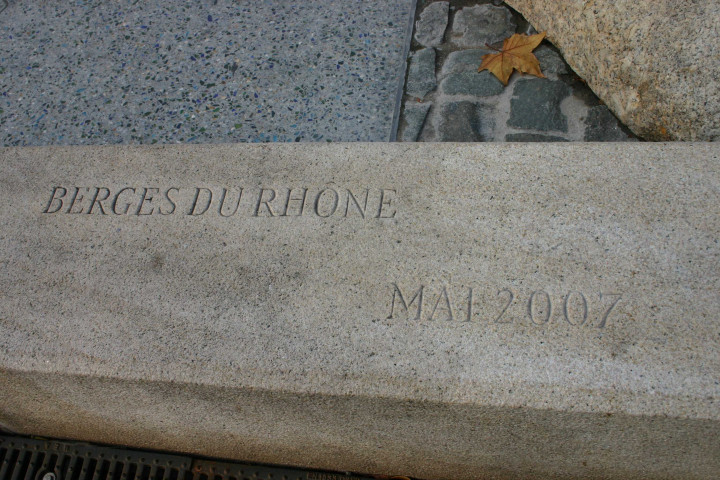 BERGES DU RHONE
MAI 2007